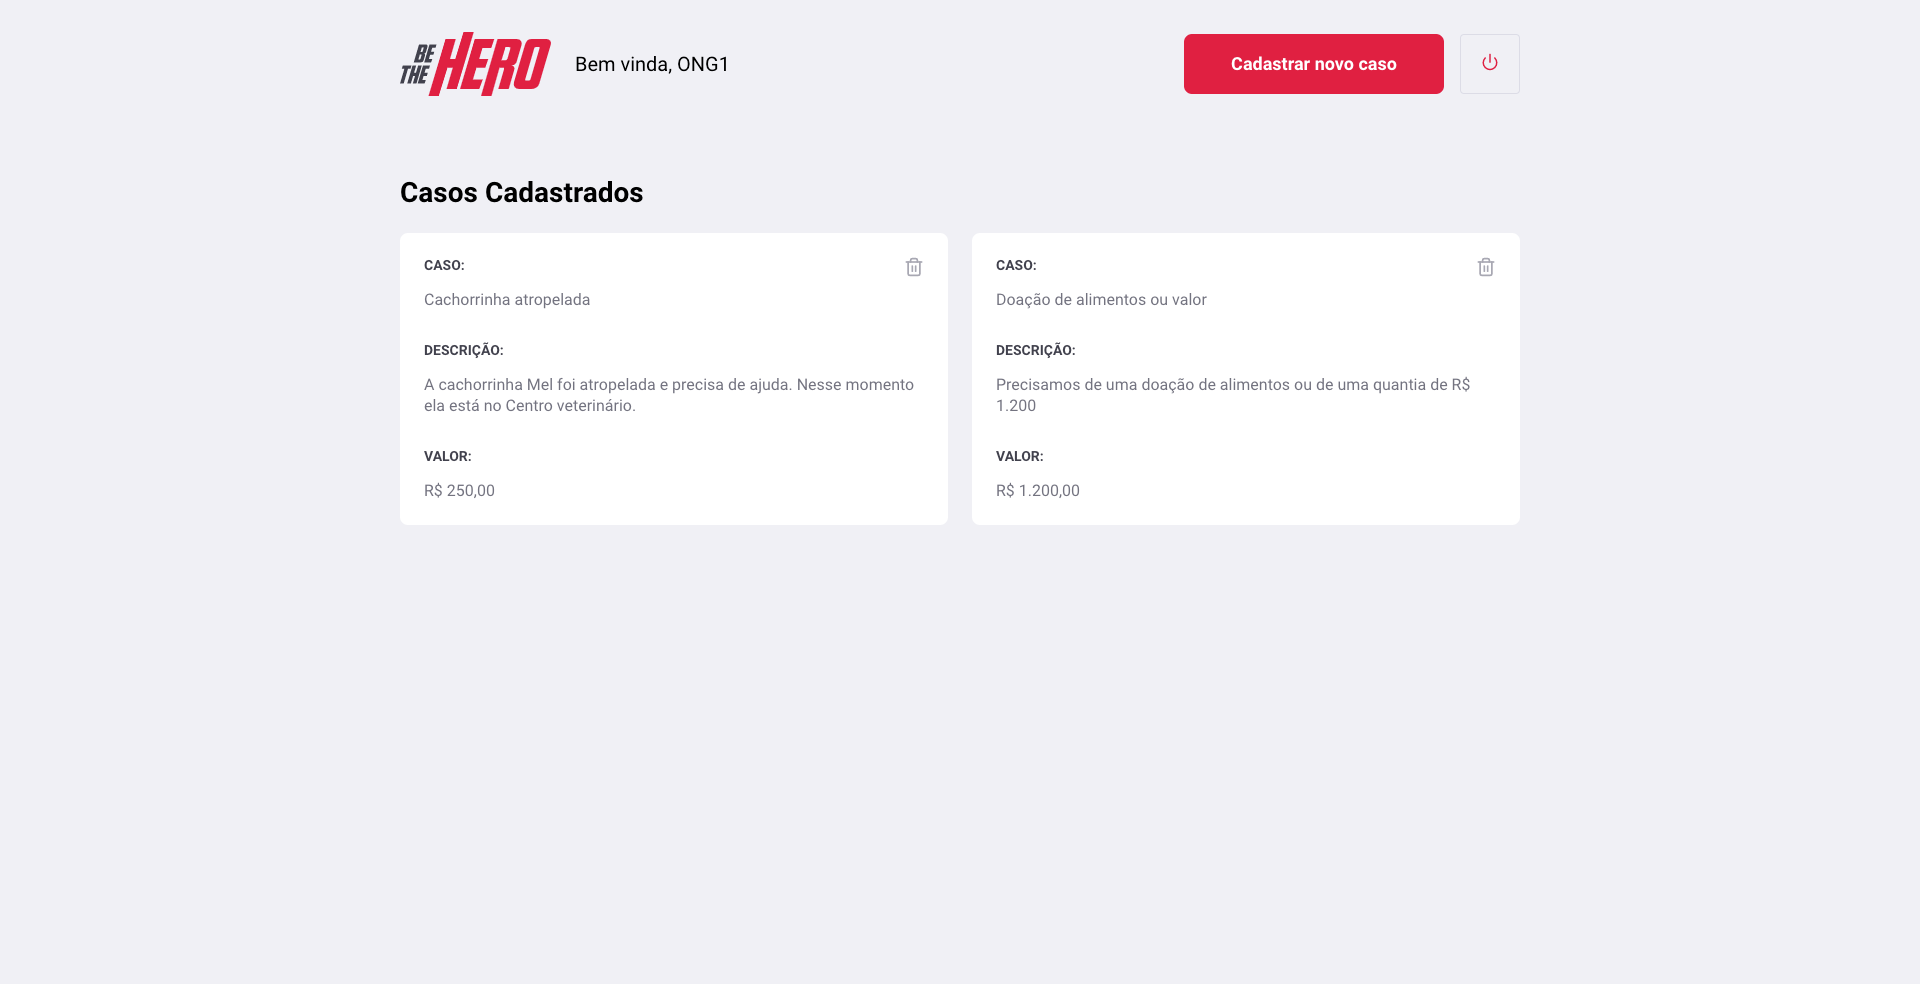 BE
THE
HERO
Bem vinda, ONG1
Cadastrar novo caso
Casos Cadastrados
CASO:
Cachorrinha atropelada
DESCRIÇÃO:
A cachorrinha Mel foi atropelada e precisa de ajuda. Nesse momento
ela está no Centro veterinário.
VALOR:
R$ 250,00
CASO:
Doação de alimentos ou valor
DESCRIÇÃO:
Precisamos de uma doação de alimentos ou de uma quantia de R$
1.200
VALOR:
R$ 1.200,00